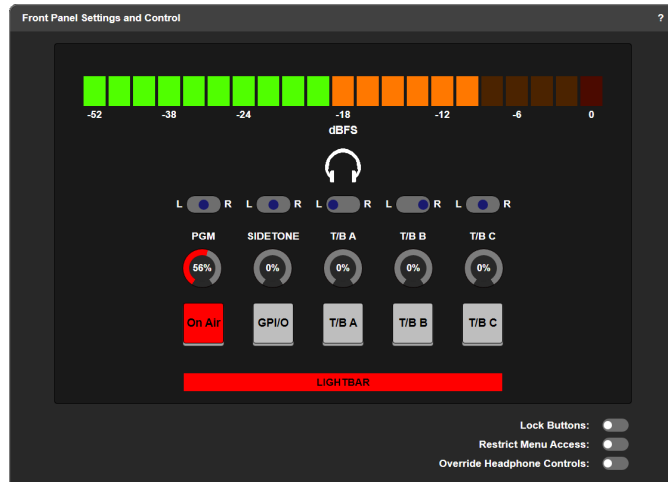 Front Panel Settings and Control ?
-52 -38 -24 -18 -12 -6 0
dBFS
L R L R L R L R L R
PGM SIDETONE T/B A T/B B T/B C
56% 0% 0% 0% 0%
On Air GPI/O T/B A T/B B T/B C
LIGHTBAR
Lock Buttons:
Restrict Menu Access:
Override Headphone Controls: